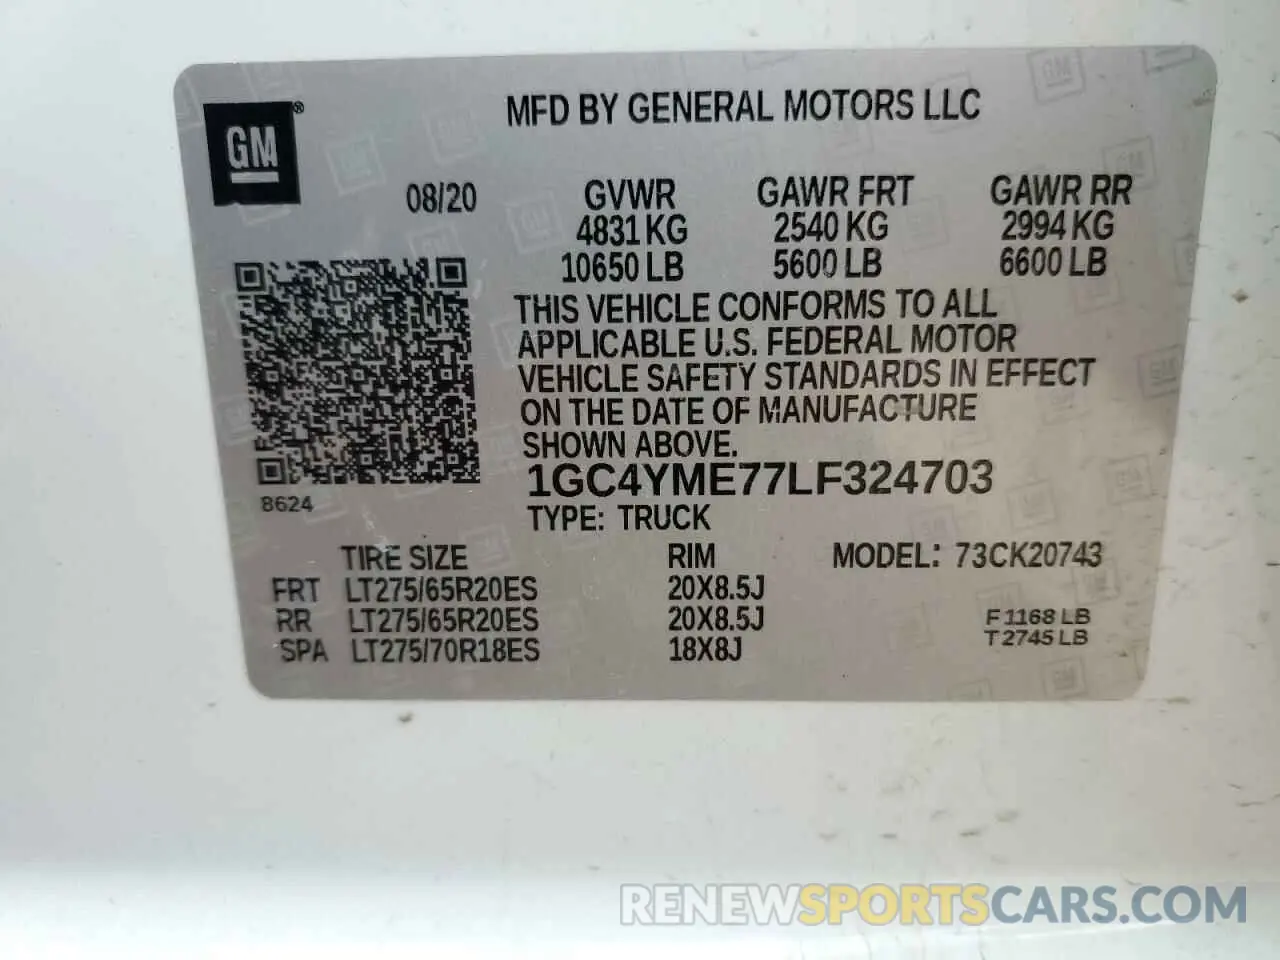 GM®
MFD BY GENERAL MOTORS LLC
08/20 GVWR GAWR FRT GAWR RR
4831 KG 2540 KG 2994 KG
10650 LB 5600 LB 6600 LB
THIS VEHICLE CONFORMS TO ALL
APPLICABLE U.S. FEDERAL MOTOR
VEHICLE SAFETY STANDARDS IN EFFECT
ON THE DATE OF MANUFACTURE
SHOWN ABOVE.
1GC4YME77LF324703
8624
TYPE: TRUCK
TIRE SIZE RIM MODEL: 73CK20743
FRT LT275/65R20ES 20X8.5J
RR LT275/65R20ES 20X8.5J F 1168 LB
T 2745 LB
SPA LT275/70R18ES 18X8J
RENEWSPORTSCARS.COM